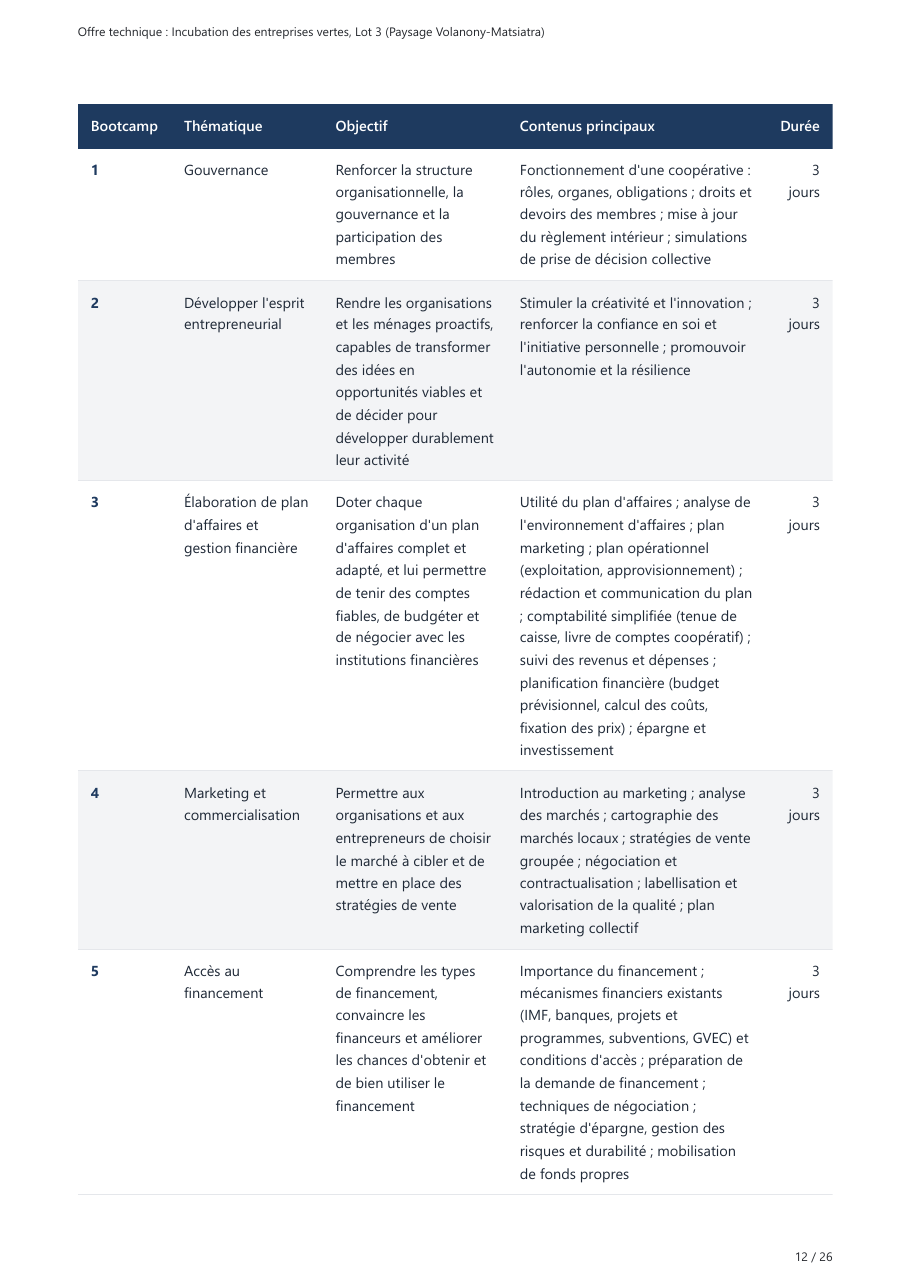 Offre technique : Incubation des entreprises vertes, Lot 3 (Paysage Volanony-Matsiatra)
Bootcamp Thématique Objectif Contenus principaux Durée
1
Gouvernance
Renforcer la structure
organisationnelle, la
gouvernance et la
participation des
membres
Fonctionnement d'une coopérative :
rôles, organes, obligations ; droits et
devoirs des membres ; mise à jour
du règlement intérieur ; simulations
de prise de décision collective
3
jours
2
Développer l'esprit
entrepreneurial
Rendre les organisations
et les ménages proactifs,
capables de transformer
des idées en
opportunités viables et
de décider pour
développer durablement
leur activité
Stimuler la créativité et l'innovation ;
renforcer la confiance en soi et
l'initiative personnelle ; promouvoir
l'autonomie et la résilience
3
jours
3
Élaboration de plan
d'affaires et
gestion financière
Doter chaque
organisation d'un plan
d'affaires complet et
adapté, et lui permettre
de tenir des comptes
fiables, de budgéter et
de négocier avec les
institutions financières
Utilité du plan d'affaires ; analyse de
l'environnement d'affaires ; plan
marketing ; plan opérationnel
(exploitation, approvisionnement) ;
rédaction et communication du plan
; comptabilité simplifiée (tenue de
caisse, livre de comptes coopératif) ;
suivi des revenus et dépenses ;
planification financière (budget
prévisionnel, calcul des coûts,
fixation des prix) ; épargne et
investissement
3
jours
4
Marketing et
commercialisation
Permettre aux
organisations et aux
entrepreneurs de choisir
le marché à cibler et de
mettre en place des
stratégies de vente
Introduction au marketing ; analyse
des marchés ; cartographie des
marchés locaux ; stratégies de vente
groupée ; négociation et
contractualisation ; labellisation et
valorisation de la qualité ; plan
marketing collectif
3
jours
5
Accès au
financement
Comprendre les types
de financement,
convaincre les
financeurs et améliorer
les chances d'obtenir et
de bien utiliser le
financement
Importance du financement ;
mécanismes financiers existants
(IMF, banques, projets et
programmes, subventions, GVEC) et
conditions d'accès ; préparation de
la demande de financement ;
techniques de négociation ;
stratégie d'épargne, gestion des
risques et durabilité ; mobilisation
de fonds propres
3
jours
12 / 26